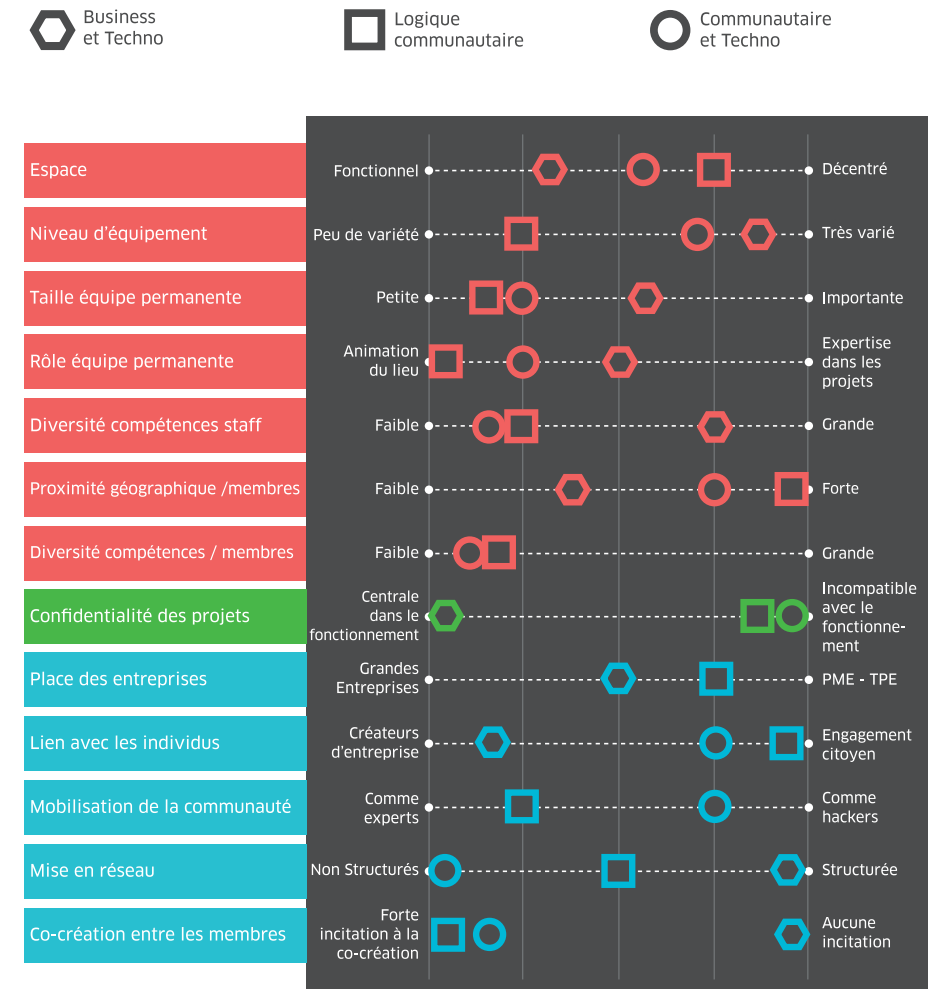 Business
et Techno
Logique
communautaire
Communautaire
et Techno
Espace
Fonctionnel
Décentré
Niveau d'équipement
Peu de variété
Très varié
Taille équipe permanente
Petite
Importante
Rôle équipe permanente
Animation
du lieu
Expertise
dans les
projets
Diversité compétences staff
Faible
Grande
Proximité géographique /membres
Faible
Forte
Diversité compétences / membres
Faible
Grande
Confidentialité des projets
Centrale
dans le
fonctionnement
Incompatible
avec le
fonctionne-
ment
Place des entreprises
Grandes
Entreprises
PME - TPE
Lien avec les individus
Créateurs
d'entreprise
Engagement
citoyen
Mobilisation de la communauté
Comme
experts
Comme
hackers
Mise en réseau
Non Structurés
Structurée
Co-création entre les membres
Forte
incitation à la
co-création
Aucune
incitation